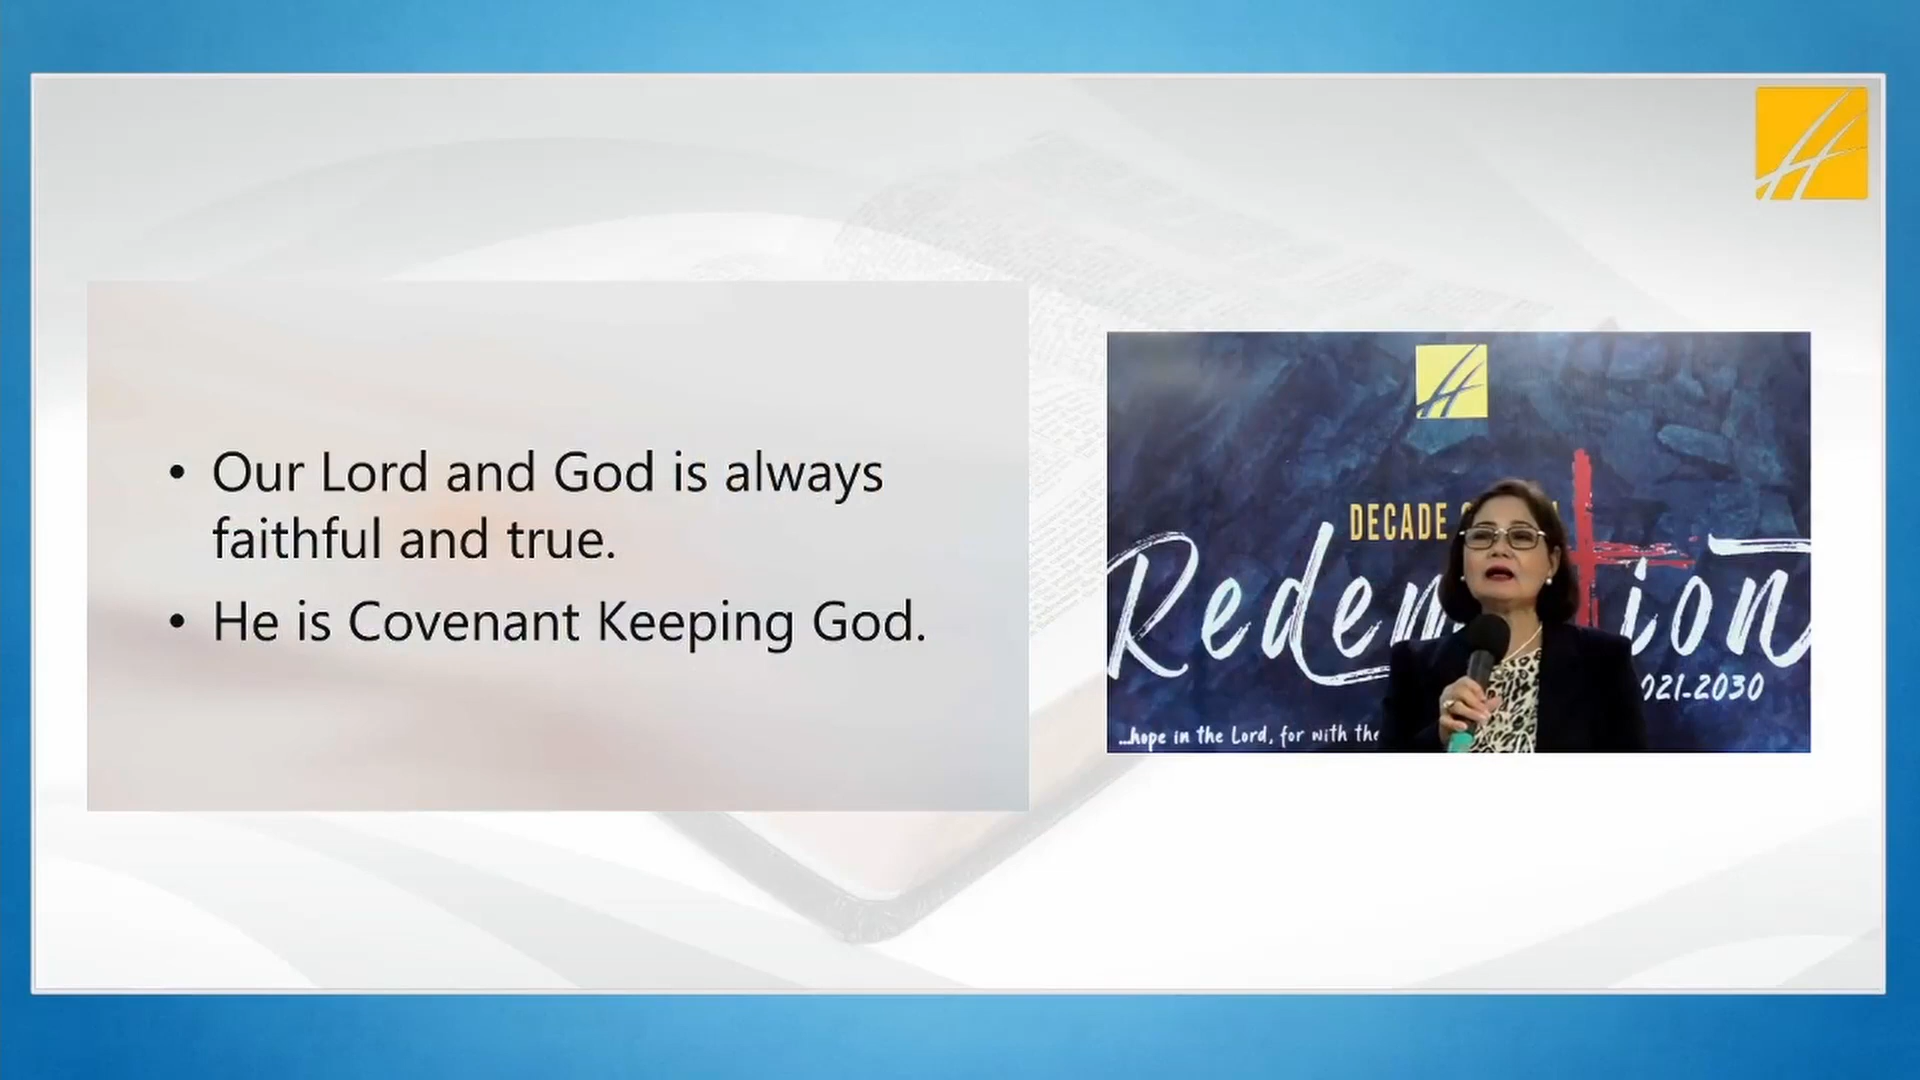 • Our Lord and God is always
faithful and true.
• He is Covenant Keeping God.
H
H
DECADE
Redem ion
021-2030
...hope in the Lord, for with the